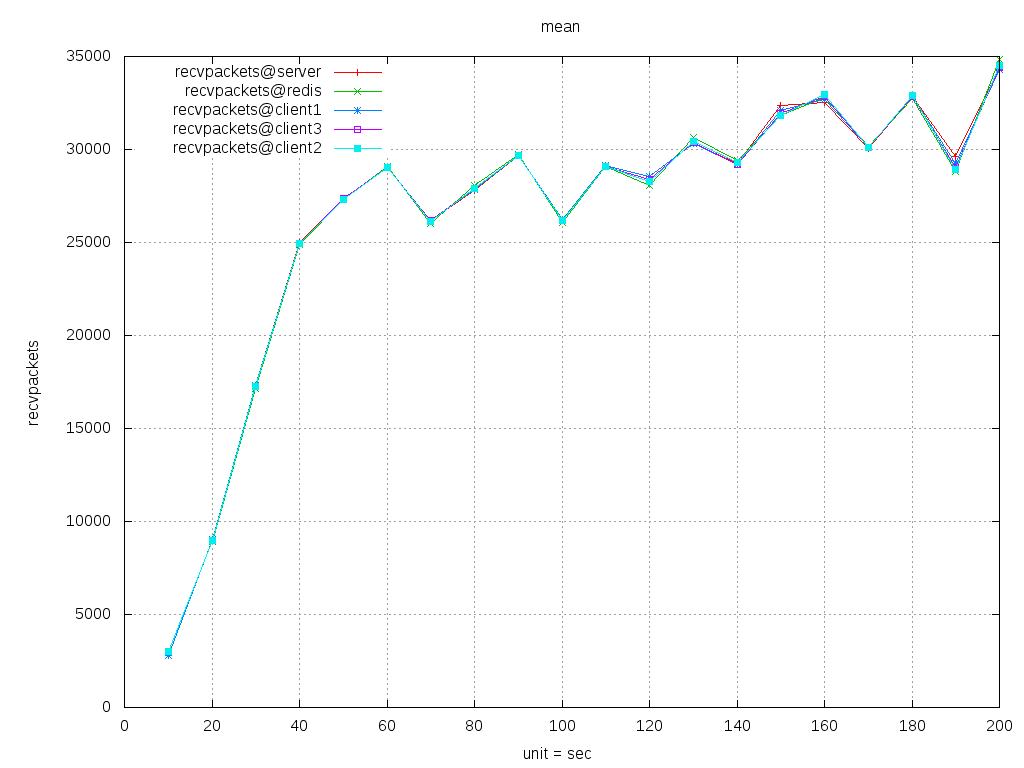 mean
35000
30000
25000
20000
15000
10000
5000
0
recvpackets
recvpackets@server
recvpackets@redis
recvpackets@client1
recvpackets@client3
recvpackets@client2
0 20 40 60 80 100 120 140 160 180 200
unit = sec